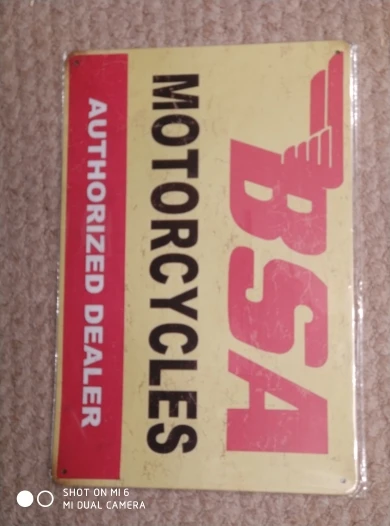 BSA
MOTORCYCLES
AUTHORIZED DEALER
SHOT ON MI 6
MI DUAL CAMERA